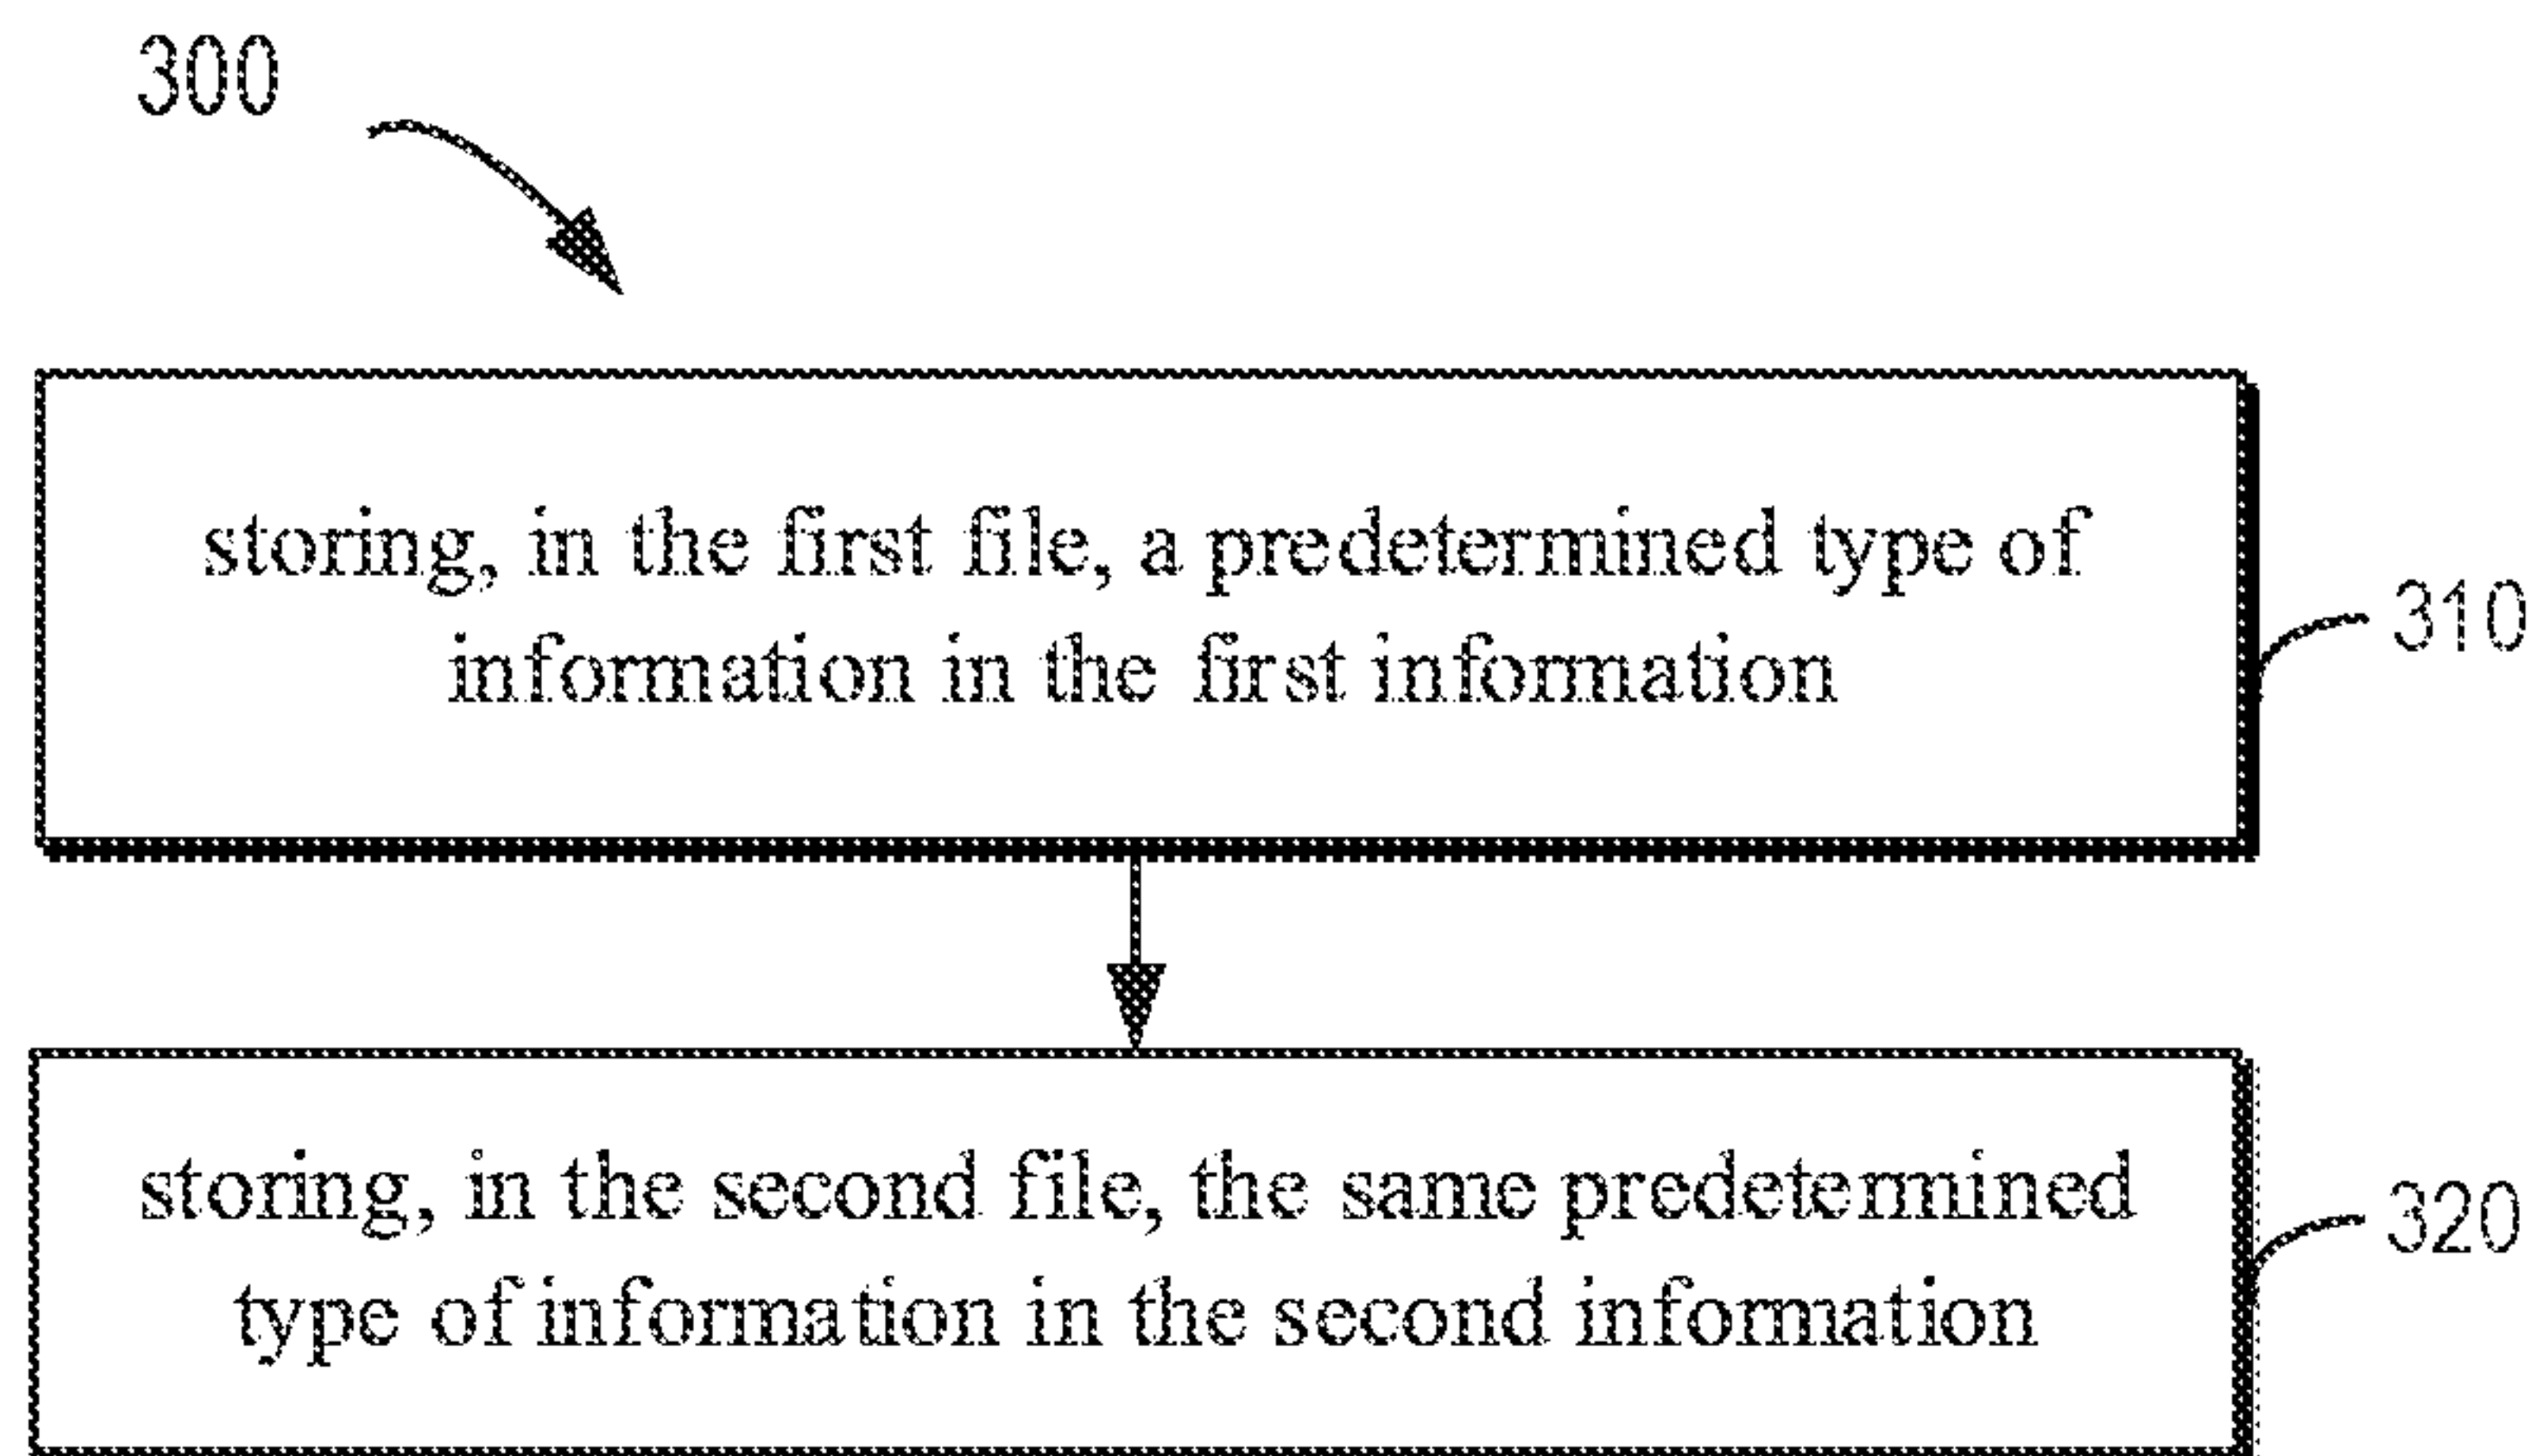 300
storing, in the first file, a predetermined type of
information in the first information
310
storing, in the second file, the same predetermined
type of information in the second information
320